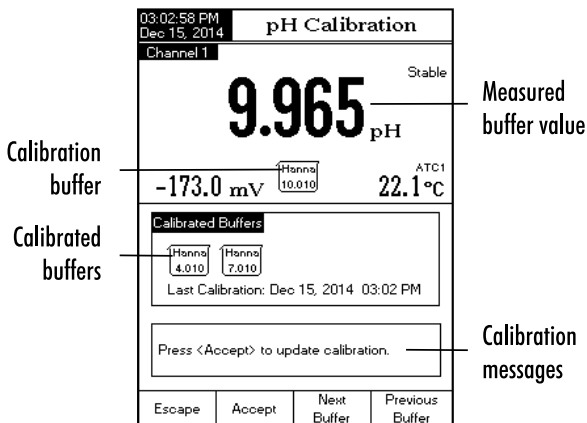 03:02:58 PM
Dec 15, 2014
pH Calibration
Channel 1
Stable
9.965 pH
Measured
buffer value
Calibration
buffer
Hanna
10.010
-173.0 mV
ATC1
22.1°C
Calibrated
buffers
Calibrated Buffers
Hanna
4.010
Hanna
7.010
Last Calibration: Dec 15, 2014 03:02 PM
Press <Accept> to update calibration.
Calibration
messages
Escape
Accept
Next
Buffer
Previous
Buffer